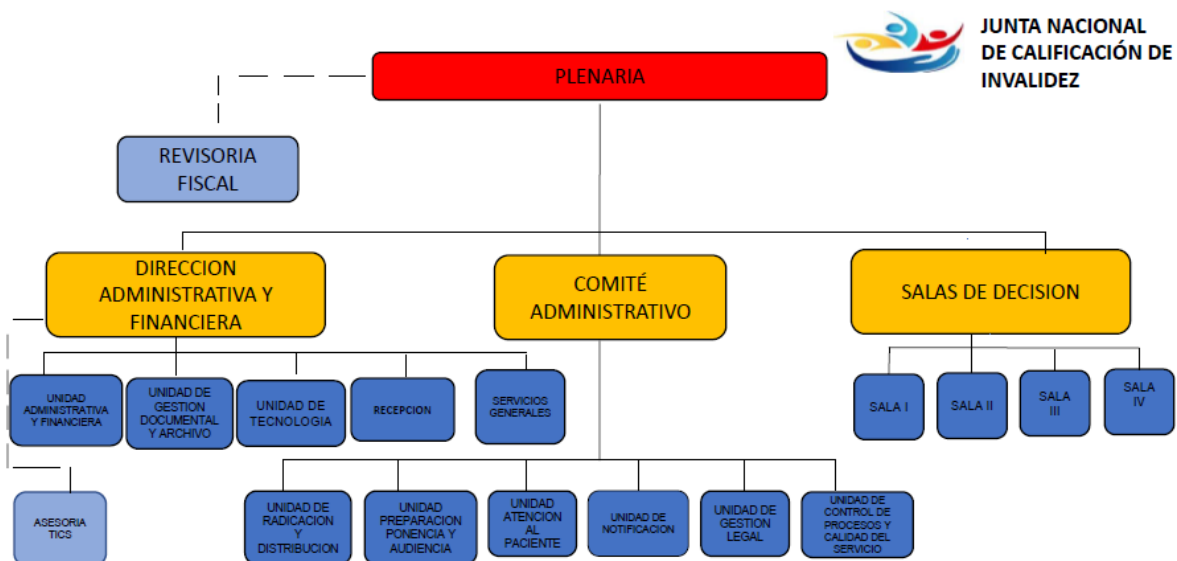 JUNTA NACIONAL
DE CALIFICACIÓN DE
INVALIDEZ
PLENARIA
REVISORIA
FISCAL
DIRECCION
ADMINISTRATIVA Y
FINANCIERA
COMITÉ
ADMINISTRATIVO
SALAS DE DECISION
UNIDAD
ADMINISTRATIVA
Y FINANCIERA
UNIDAD DE
GESTION
DOCUMENTAL
Y ARCHIVO
UNIDAD DE
TECNOLOGIA
RECEPCION
SERVICIOS
GENERALES
SALA I
SALA II
SALA
III
SALA
IV
ASESORIA
TICS
UNIDAD DE
RADICACION
Y
DISTRIBUCION
UNIDAD
PREPARACION
PONENCIA Y
AUDIENCIA
UNIDAD
ATENCION
AL
PACIENTE
UNIDAD DE
NOTIFICACION
UNIDAD DE
GESTION
LEGAL
UNIDAD DE
CONTROL DE
PROCESOS Y
CALIDAD DEL
SERVICIO